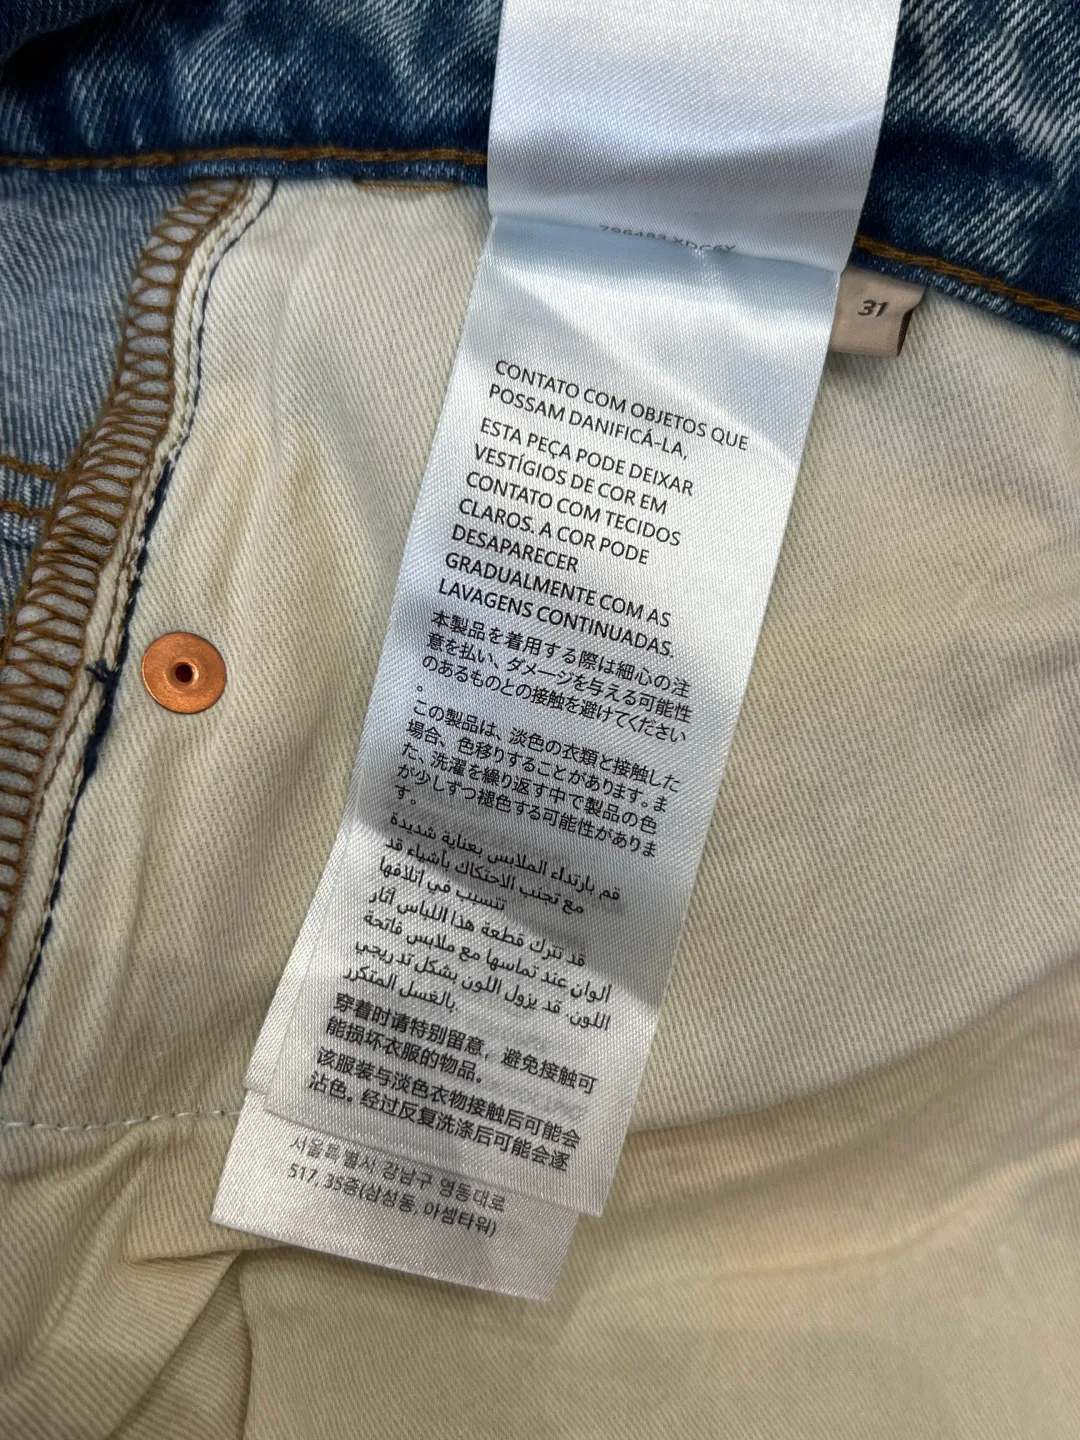 31
CONTATO COM OBJETOS QUE
POSSAM DANIFICÁ-LA,
ESTA PEÇA PODE DEIXAR
VESTÍGIOS DE COR EM
CONTATO COM TECIDOS
CLAROS. A COR PODE
DESAPARECER
GRADUALMENTE COM AS
LAVAGENS CONTINUADAS.
本製品を着用する際は細心の注
意を払い、ダメージを与える可能性
のあるものとの接触を避けてください
。
この製品は、淡色の衣類と接触した
場合、色移りすることがあります。ま
た、洗濯を繰り返す中で製品の色
が少しずつ褪色する可能性がありま
す。
قم بارتداء الملابس بعناية شديدة
مع تجنب الاحتكاك بأشياء قد
تتسبب في إتلافها
قد تترك قطعة هذا اللباس آثار
ألوان عند تماسها مع ملابس فاتحة
اللون. قد يزول اللون بشكل تدريجي
بالغسل المتكرر.
穿着时请特别留意，避免接触可
能损坏衣服的物品。
该服装与淡色衣物接触后可能会
沾色。经过反复洗涤后可能会逐
서울특별시 강남구 영동대로
517, 35층(삼성동, 아셈타워)